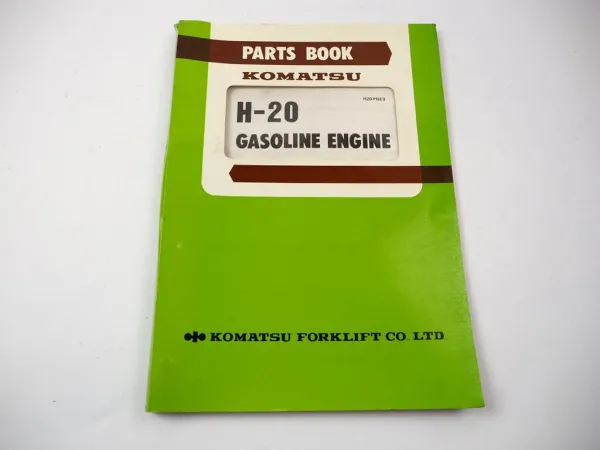 PARTS BOOK
KOMATSU
H-20
GASOLINE ENGINE
KOMATSU FORKLIFT CO. LTD